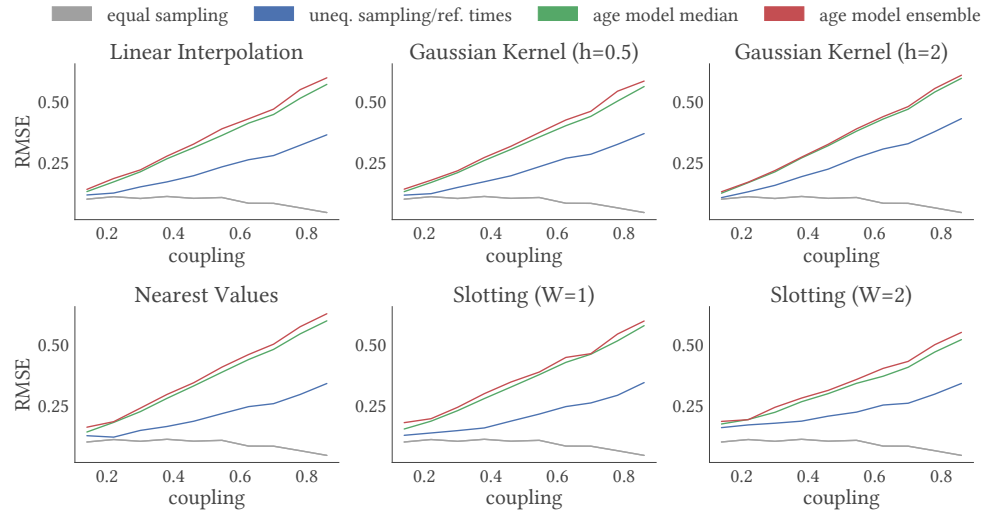 equal sampling uneq. sampling/ref. times age model median age model ensemble
Linear Interpolation Gaussian Kernel (h=0.5) Gaussian Kernel (h=2)
RMSE
0.50 0.50 0.50
0.25 0.25 0.25
0.2 0.4 0.6 0.8 0.2 0.4 0.6 0.8 0.2 0.4 0.6 0.8
coupling coupling coupling
Nearest Values Slotting (W=1) Slotting (W=2)
RMSE
0.50 0.50 0.50
0.25 0.25 0.25
0.2 0.4 0.6 0.8 0.2 0.4 0.6 0.8 0.2 0.4 0.6 0.8
coupling coupling coupling